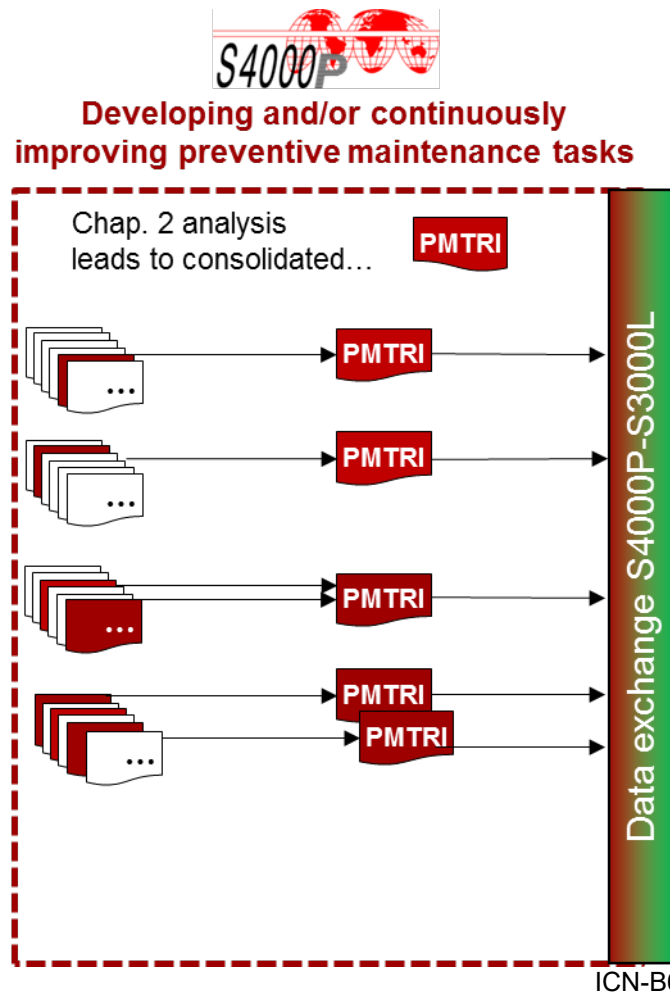 S4000P
Developing and/or continuously
improving preventive maintenance tasks
Chap. 2 analysis
leads to consolidated…
PMTRI
...
PMTRI
...
PMTRI
...
PMTRI
PMTRI
...
PMTRI
Data exchange S4000P-S3000L